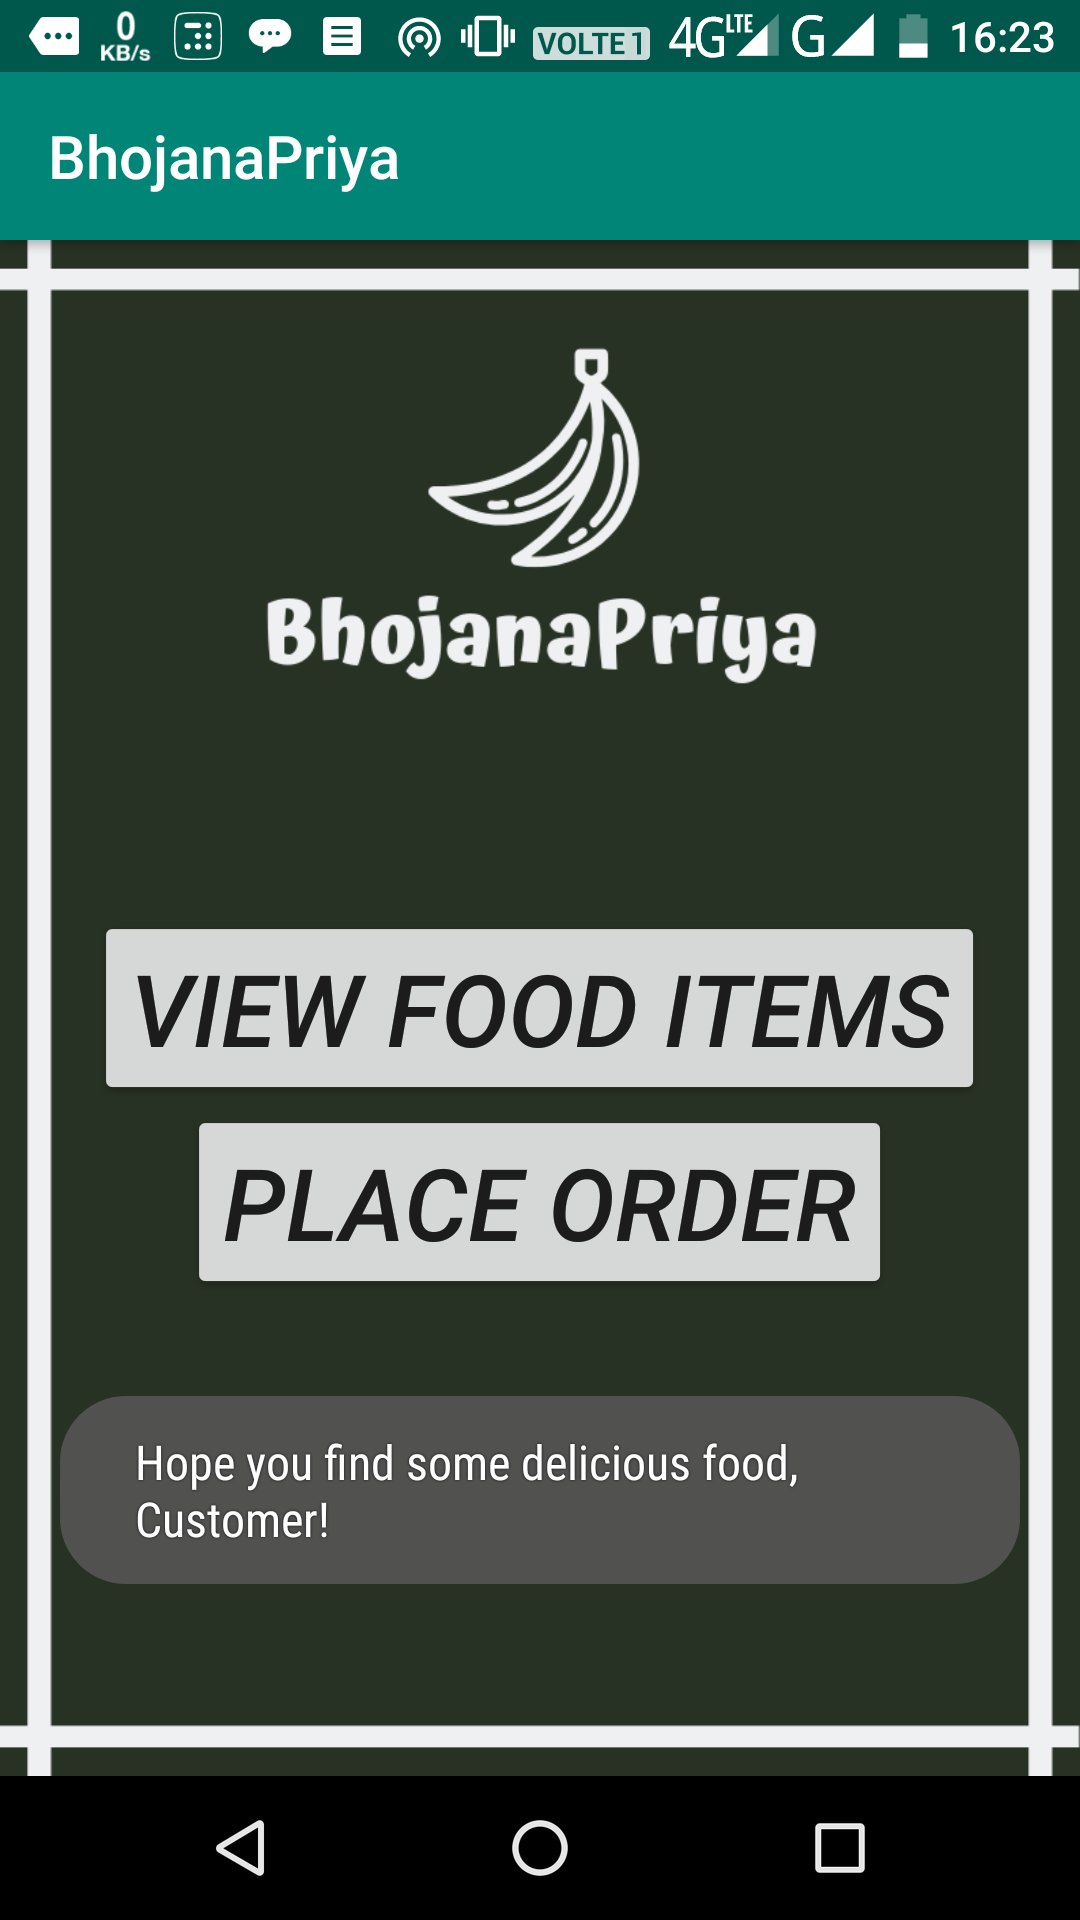 0
KB/s
VOLTE 1
4G LTE
G
16:23
BhojanaPriya
BhojanaPriya
VIEW FOOD ITEMS
PLACE ORDER
Hope you find some delicious food,
Customer!